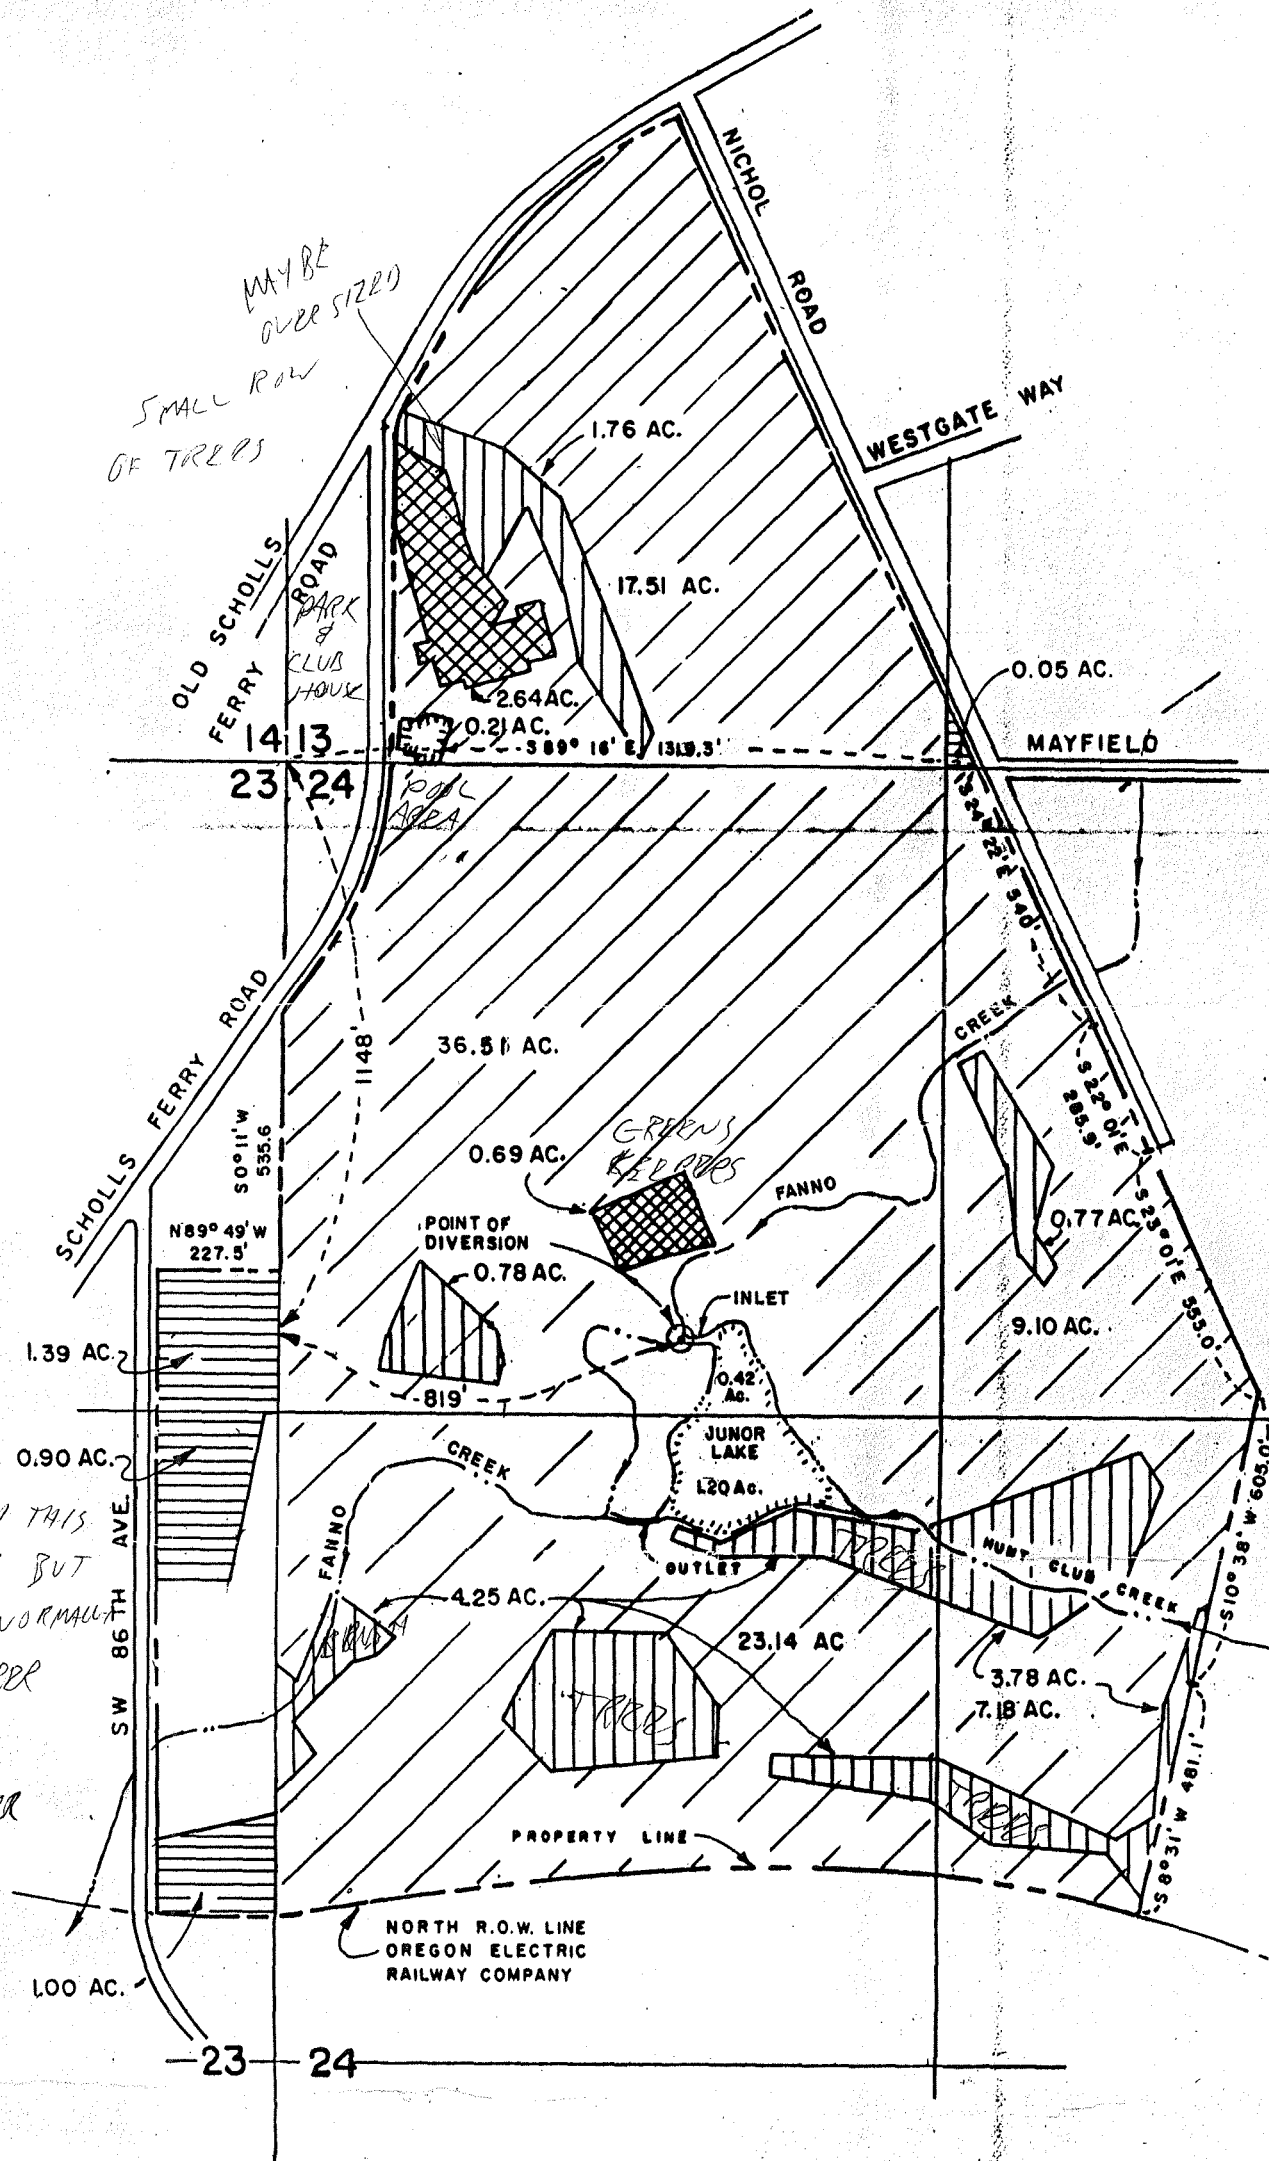 NICHOL
ROAD
MAYBE
OVERSIZED
SMALL ROW
OF TREES
WESTGATE WAY
1.76 AC.
17.51 AC.
OLD SCHOLLS
FERRY ROAD
PARK
&
CLUB
HOUSE
2.64 AC.
0.21 AC.
0.05 AC.
14 13
S 89° 16' E 1319.3'
MAYFIELD
23 24
POOL
AREA
S 24° 22' E 540'
CREEK
SCHOLLS FERRY ROAD
1148'
36.51 AC.
S 22° 01' E
285.9'
S 0° 11' W
535.6
0.69 AC.
GREENS
KEEPERS
FANNO
N 89° 49' W
227.5'
POINT OF
DIVERSION
0.77 AC.
S 23° 01' E 555.0'
0.78 AC.
INLET
9.10 AC.
1.39 AC.
819'
0.42
Ac.
JUNOR
LAKE
1.20 Ac.
CREEK
0.90 AC.
THIS
BUT
SW 86TH AVE.
FANNO
OUTLET
TREES
HUNT CLUB CREEK
S 10° 38' W 605.0'
4.25 AC.
BRUSH
23.14 AC
TREES
3.78 AC.
7.18 AC.
TREES
S 8° 31' W 481.1'
PROPERTY LINE
NORTH R.O.W. LINE
OREGON ELECTRIC
RAILWAY COMPANY
1.00 AC.
23 24